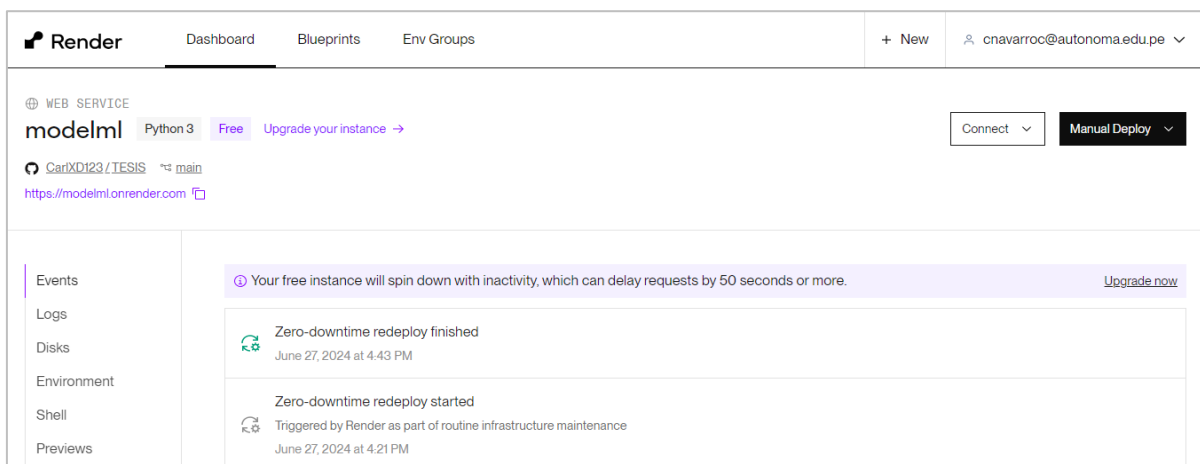 Render Dashboard Blueprints Env Groups + New cnavarroc@autonoma.edu.pe
WEB SERVICE
modelml Python 3 Free Upgrade your instance → Connect Manual Deploy
CarlXD123 / TESIS main
https://modelml.onrender.com
Events
Logs
Disks
Environment
Shell
Previews
Your free instance will spin down with inactivity, which can delay requests by 50 seconds or more. Upgrade now
Zero-downtime redeploy finished
June 27, 2024 at 4:43 PM
Zero-downtime redeploy started
Triggered by Render as part of routine infrastructure maintenance
June 27, 2024 at 4:21 PM